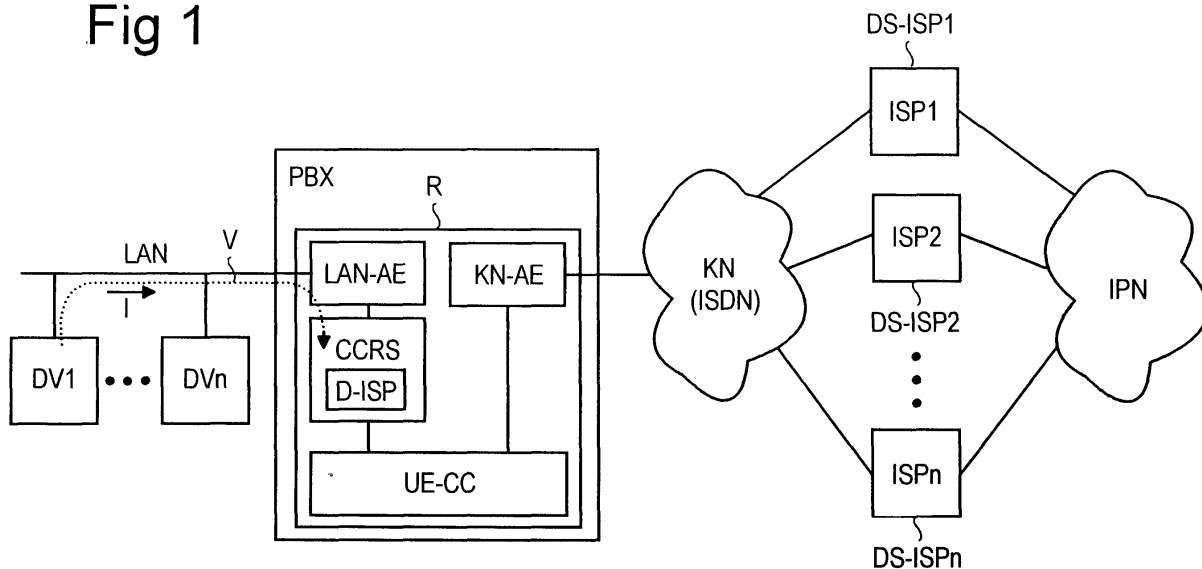 Fig 1
DS-ISP1
ISP1
PBX
R
LAN
V
LAN-AE
KN-AE
I
KN
(ISDN)
ISP2
IPN
DS-ISP2
DV1
DVn
CCRS
D-ISP
UE-CC
ISPn
DS-ISPn